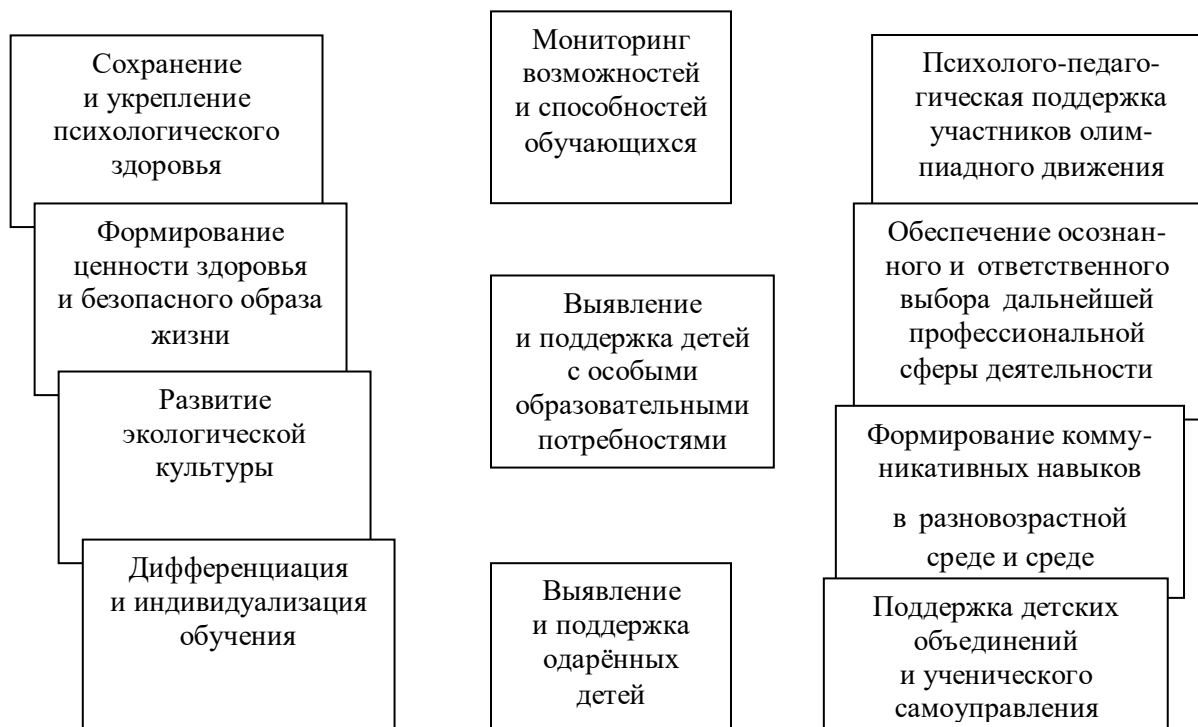 Сохранение
и укрепление
психологического
здоровья
Формирование
ценности здоровья
и безопасного образа
жизни
Развитие
экологической
культуры
Дифференциация
и индивидуализация
обучения
Мониторинг
возможностей
и способностей
обучающихся
Выявление
и поддержка детей
с особыми
образовательными
потребностями
Выявление
и поддержка
одарённых
детей
Психолого-педаго-
гическая поддержка
участников олим-
пиадного движения
Обеспечение осознан-
ного и ответственного
выбора дальнейшей
профессиональной
сферы деятельности
Формирование комму-
никативных навыков
в разновозрастной
среде и среде
Поддержка детских
объединений
и ученического
самоуправления